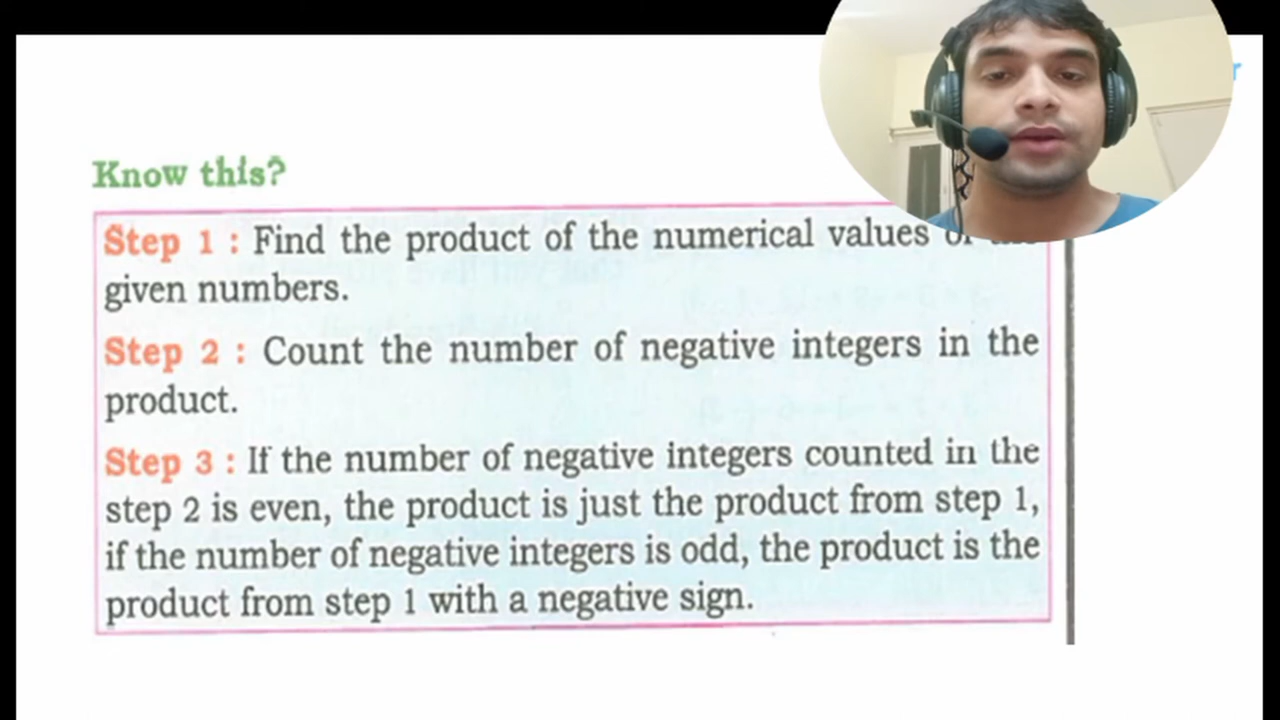 Know this?
Step 1 : Find the product of the numerical values
given numbers.
Step 2 : Count the number of negative integers in the
product.
Step 3 : If the number of negative integers counted in the
step 2 is even, the product is just the product from step 1,
if the number of negative integers is odd, the product is the
product from step 1 with a negative sign.